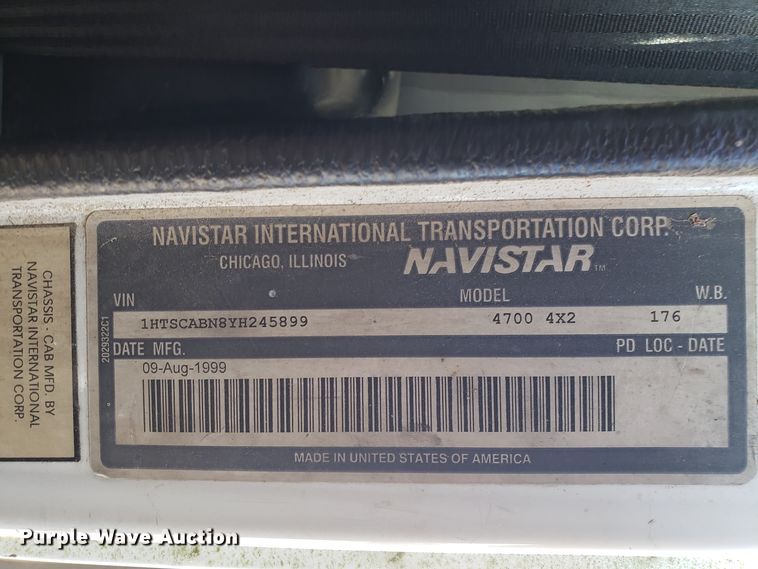 NAVISTAR INTERNATIONAL TRANSPORTATION CORP.
CHICAGO, ILLINOIS NAVISTAR TM
VIN MODEL W.B.
1HTSCABN8YH245899 4700 4X2 176
DATE MFG. PD LOC - DATE
09-Aug-1999
MADE IN UNITED STATES OF AMERICA
2029322C1
CHASSIS - CAB MFD. BY
NAVISTAR INTERNATIONAL
TRANSPORTATION CORP.
Purple Wave Auction